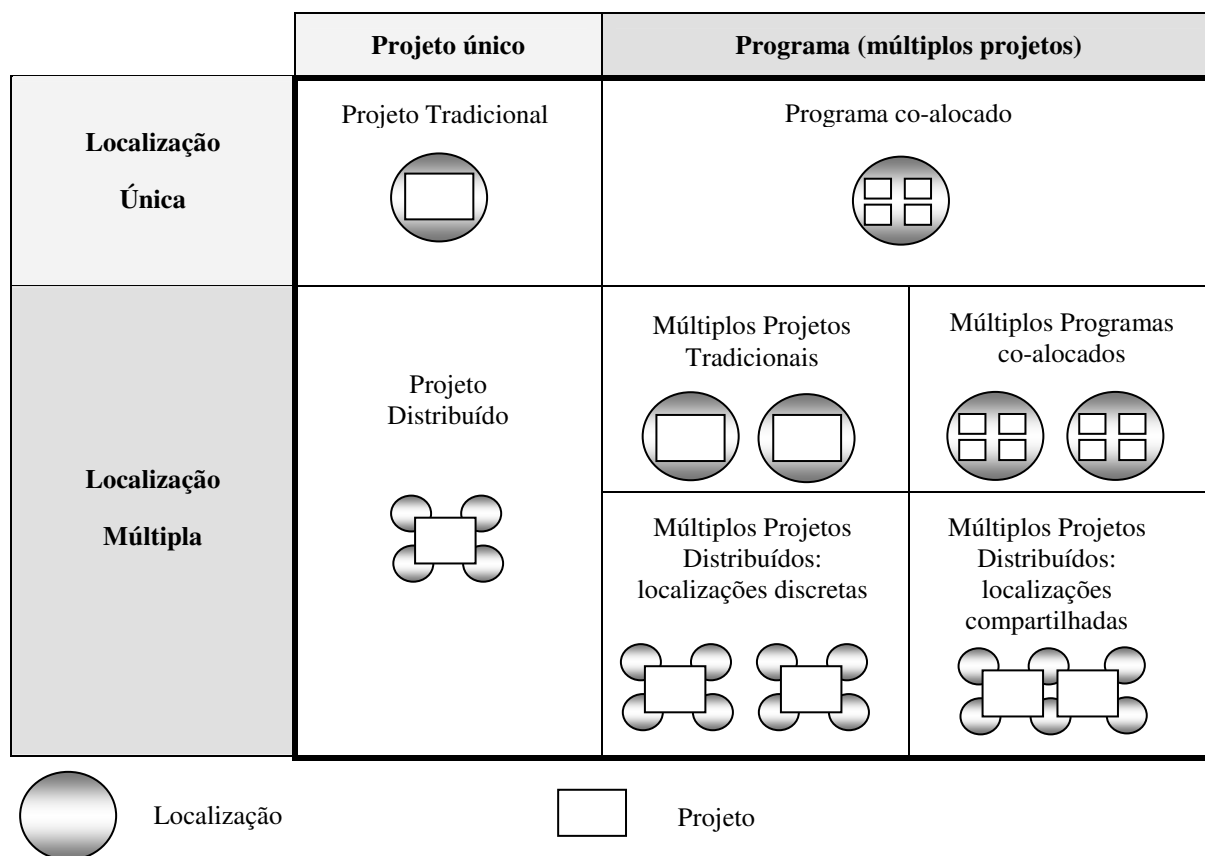 Projeto único
Programa (múltiplos projetos)
Localização
Única
Projeto Tradicional
Programa co-alocado
Localização
Múltipla
Projeto
Distribuído
Múltiplos Projetos
Tradicionais
Múltiplos Programas
co-alocados
Múltiplos Projetos
Distribuídos:
localizações discretas
Múltiplos Projetos
Distribuídos:
localizações
compartilhadas
Localização
Projeto